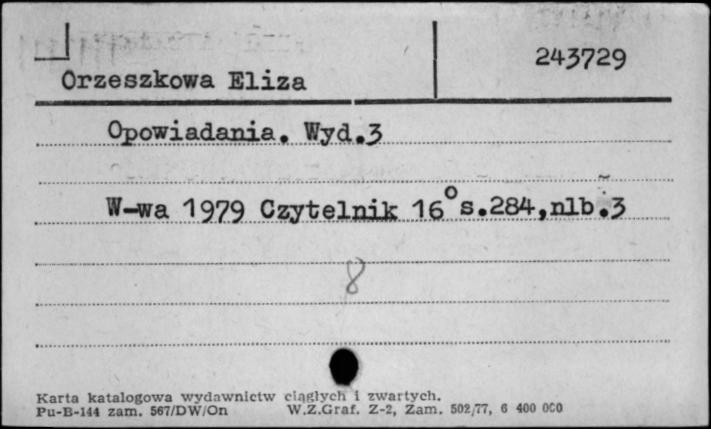 243729
Orzeszkowa Eliza
Opowiadania. Wyd.3
W-wa 1979 Czytelnik 16° s.284,nlb.3
8
Karta katalogowa wydawnictw ciągłych i zwartych.
Pu-B-144 zam. 567/DW/On W.Z.Graf. Z-2, Zam. 502/77, 6 400 000